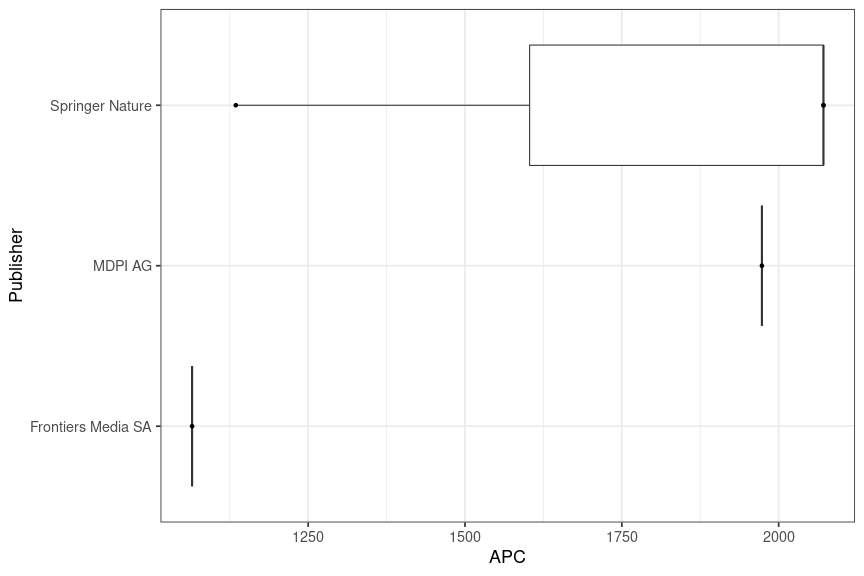 Publisher
Springer Nature
MDPI AG
Frontiers Media SA
1250 1500 1750 2000
APC